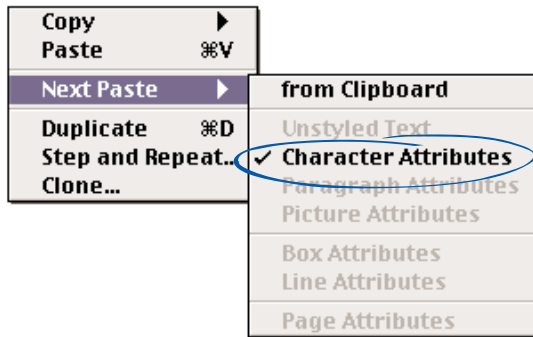 Copy
Paste ⌘V
Next Paste
Duplicate ⌘D
Step and Repeat...
Clone...
from Clipboard
Unstyled Text
✓ Character Attributes
Paragraph Attributes
Picture Attributes
Box Attributes
Line Attributes
Page Attributes